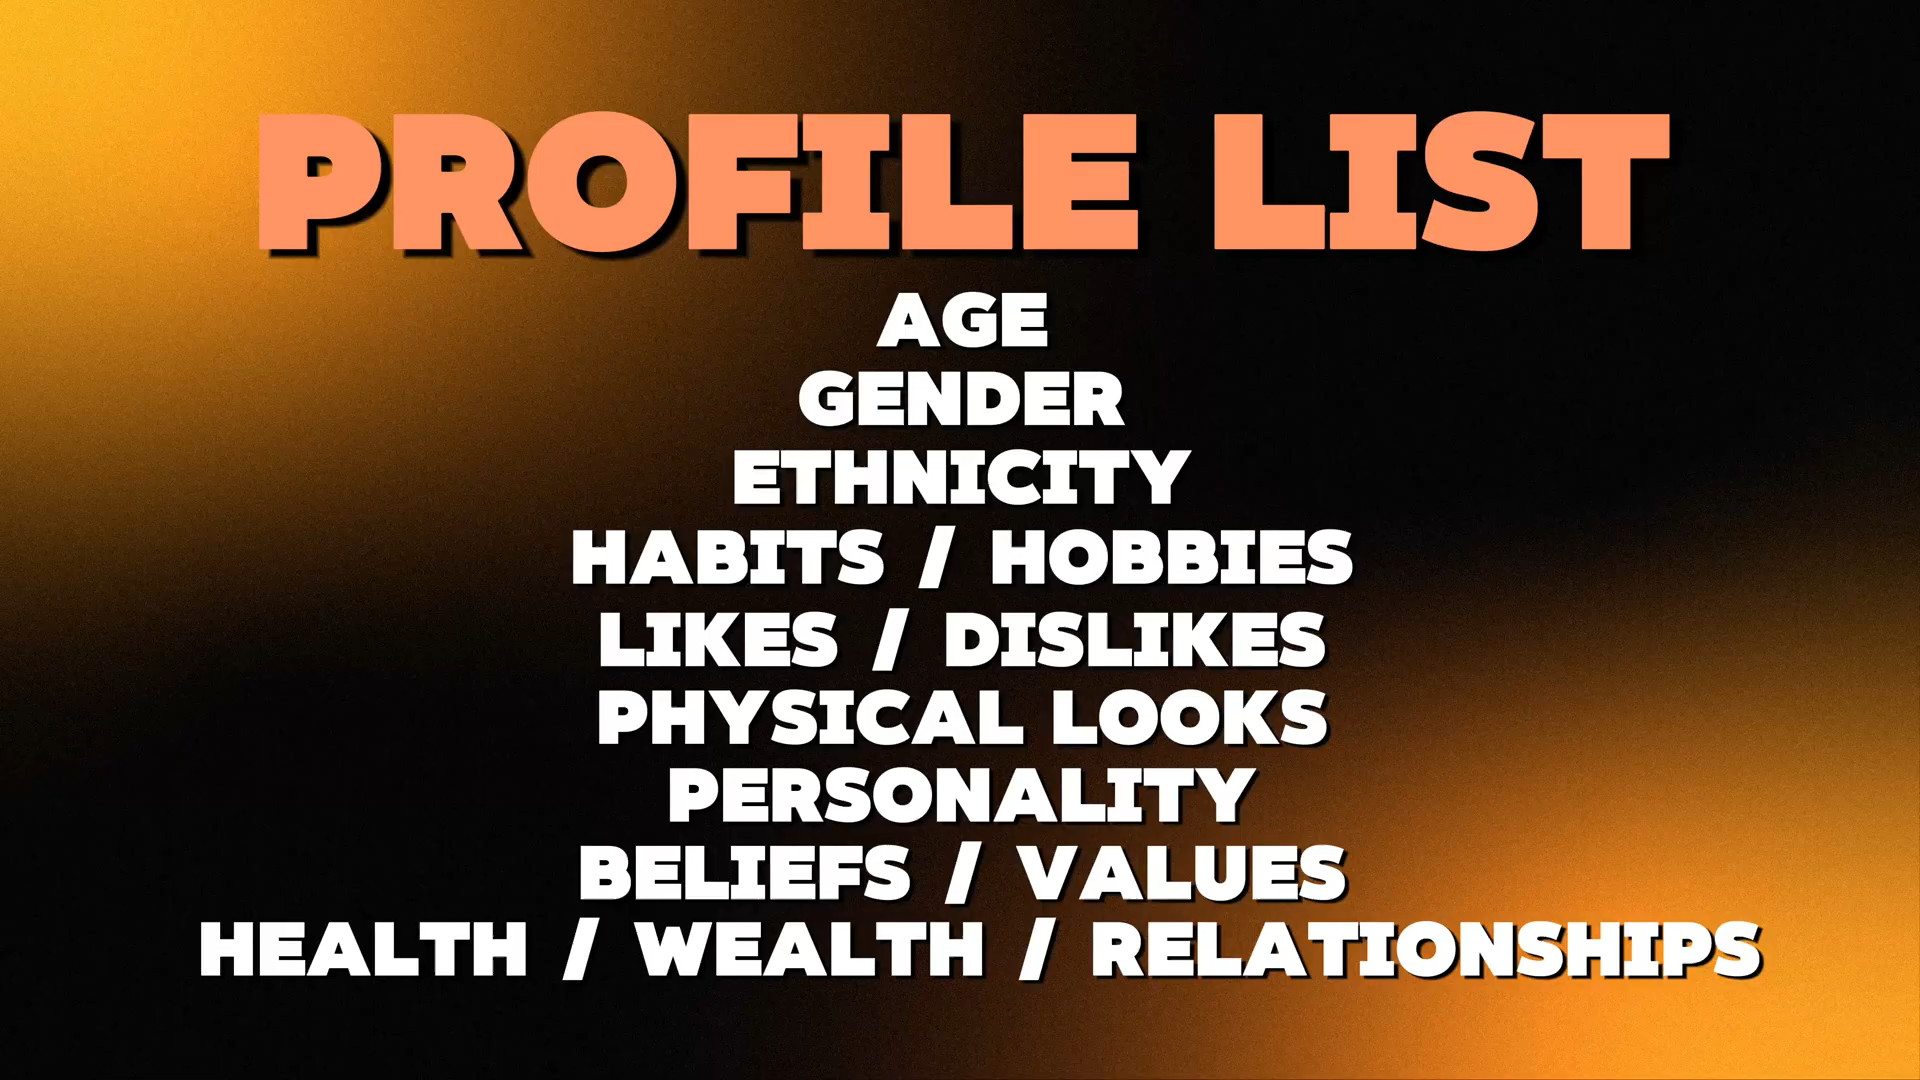 PROFILE LIST
AGE
GENDER
ETHNICITY
HABITS / HOBBIES
LIKES / DISLIKES
PHYSICAL LOOKS
PERSONALITY
BELIEFS / VALUES
HEALTH / WEALTH / RELATIONSHIPS